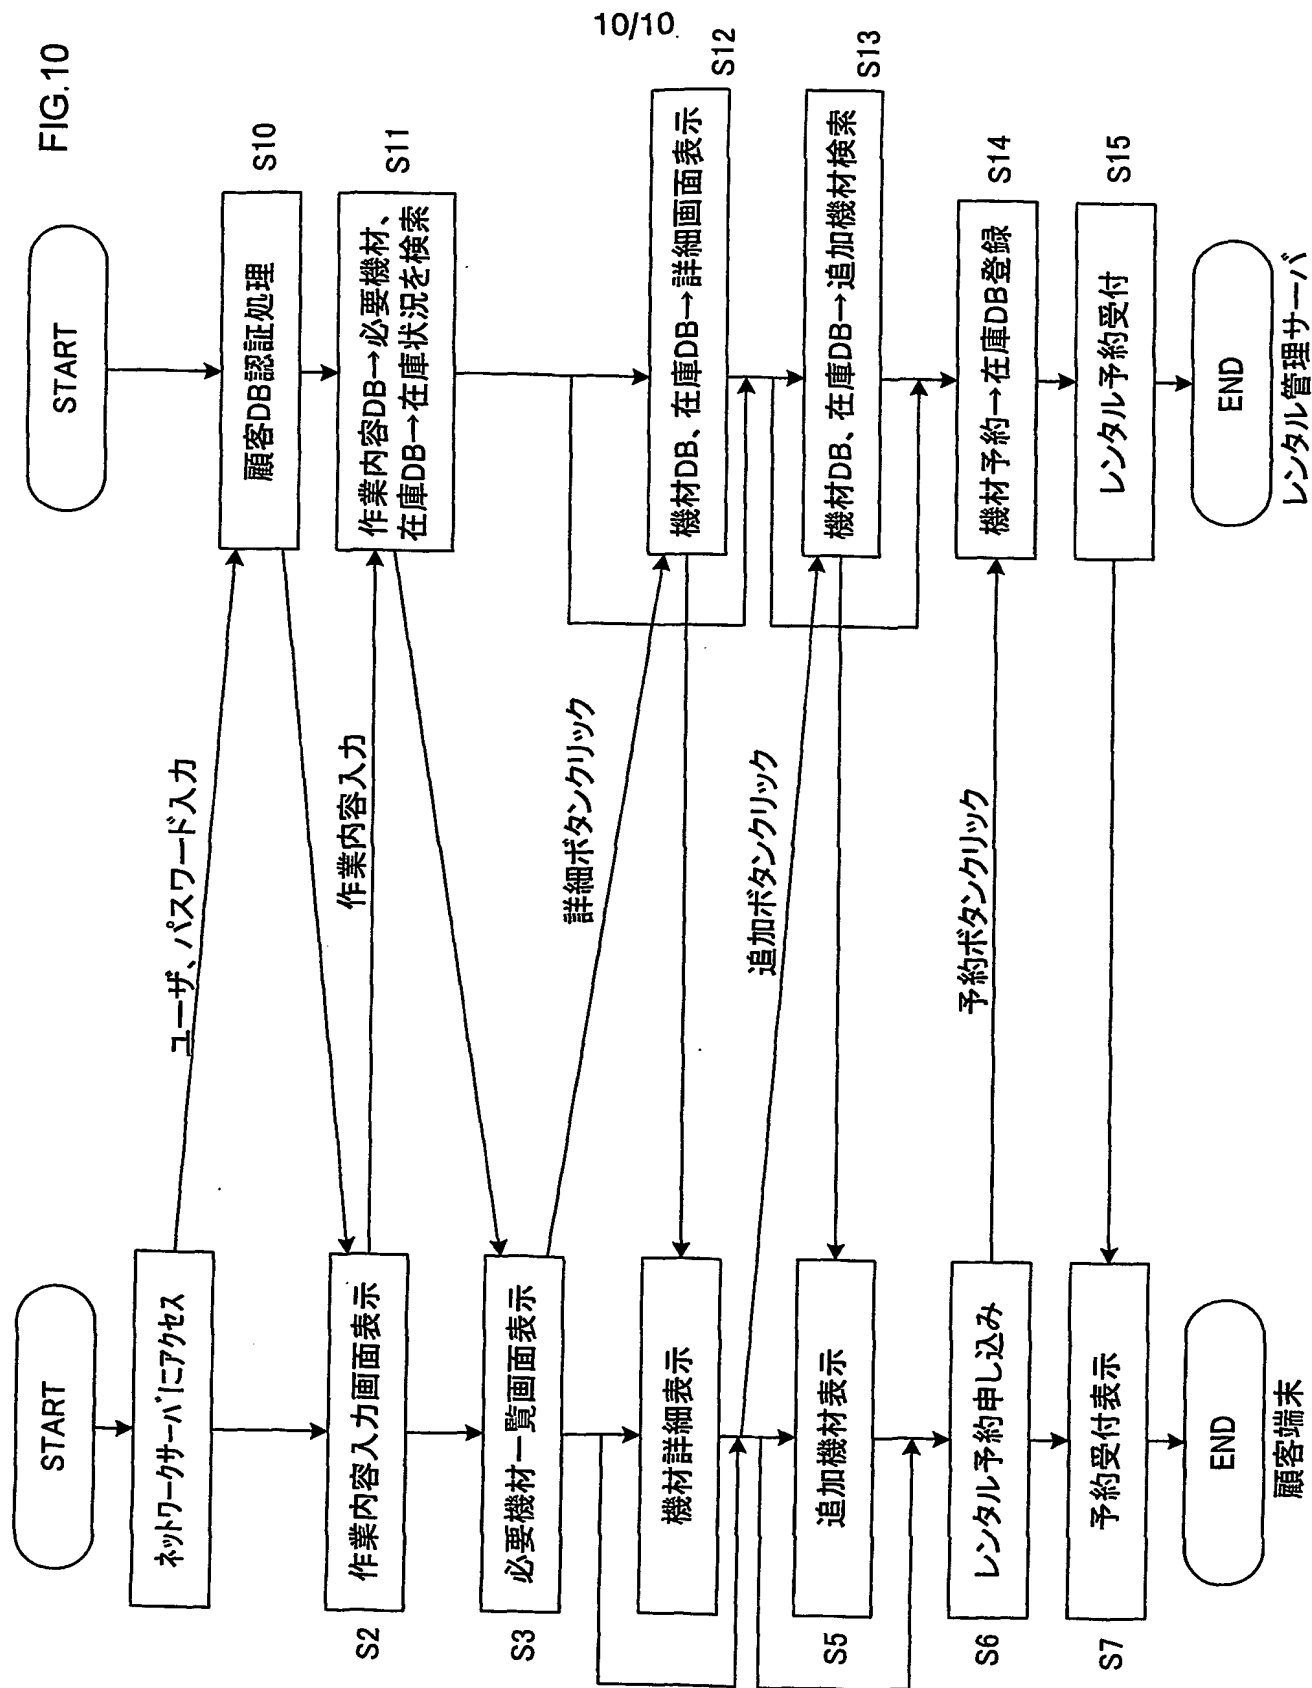 10/10
FIG.10
START
ネットワークサーバにアクセス
作業内容入力画面表示
S2
必要機材一覧画面表示
S3
機材詳細表示
追加機材表示
S5
レンタル予約申し込み
S6
予約受付表示
S7
END
顧客端末
ユーザ、パスワード入力
作業内容入力
詳細ボタンクリック
追加ボタンクリック
予約ボタンクリック
START
顧客DB認証処理
S10
作業内容DB→必要機材、
在庫DB→在庫状況を検索
S11
機材DB、在庫DB→詳細画面表示
S12
機材DB、在庫DB→追加機材検索
S13
機材予約→在庫DB登録
S14
レンタル予約受付
S15
END
レンタル管理サーバ